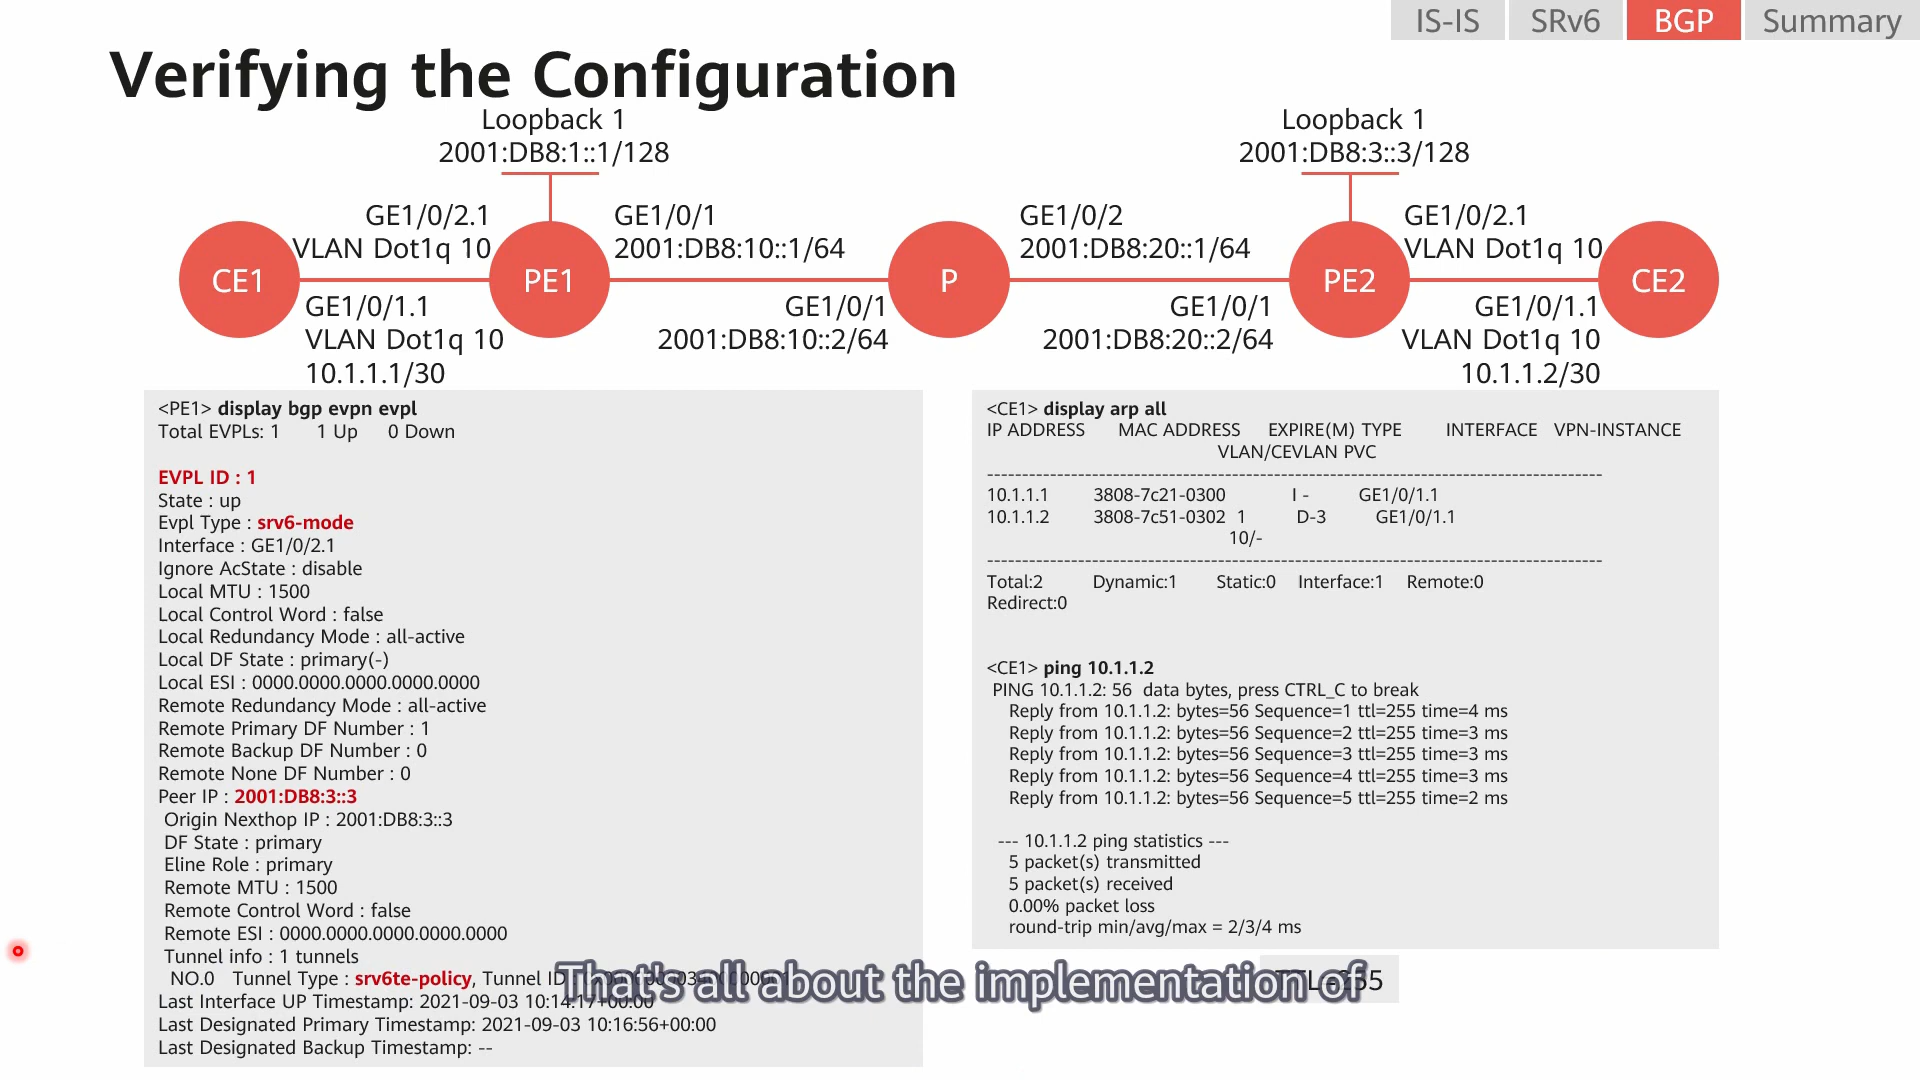 IS-IS SRv6 BGP Summary
Verifying the Configuration
Loopback 1
2001:DB8:1::1/128
Loopback 1
2001:DB8:3::3/128
GE1/0/2.1
VLAN Dot1q 10
GE1/0/1
2001:DB8:10::1/64
GE1/0/2
2001:DB8:20::1/64
GE1/0/2.1
VLAN Dot1q 10
CE1 PE1 P PE2 CE2
GE1/0/1.1
VLAN Dot1q 10
10.1.1.1/30
GE1/0/1
2001:DB8:10::2/64
GE1/0/1
2001:DB8:20::2/64
GE1/0/1.1
VLAN Dot1q 10
10.1.1.2/30
<PE1> display bgp evpn evpl
Total EVPLs: 1 1 Up 0 Down
EVPL ID : 1
State : up
Evpl Type : srv6-mode
Interface : GE1/0/2.1
Ignore AcState : disable
Local MTU : 1500
Local Control Word : false
Local Redundancy Mode : all-active
Local DF State : primary(-)
Local ESI : 0000.0000.0000.0000.0000
Remote Redundancy Mode : all-active
Remote Primary DF Number : 1
Remote Backup DF Number : 0
Remote None DF Number : 0
Peer IP : 2001:DB8:3::3
Origin Nexthop IP : 2001:DB8:3::3
DF State : primary
Eline Role : primary
Remote MTU : 1500
Remote Control Word : false
Remote ESI : 0000.0000.0000.0000.0000
Tunnel info : 1 tunnels
NO.0 Tunnel Type : srv6te-policy, Tunnel ID
Last Interface UP Timestamp: 2021-09-03 10:14:17+00:00
Last Designated Primary Timestamp: 2021-09-03 10:16:56+00:00
Last Designated Backup Timestamp: --
<CE1> display arp all
IP ADDRESS MAC ADDRESS EXPIRE(M) TYPE INTERFACE VPN-INSTANCE
VLAN/CEVLAN PVC
----------------------------------------------------------------------------------------
10.1.1.1 3808-7c21-0300 I - GE1/0/1.1
10.1.1.2 3808-7c51-0302 1 D-3 GE1/0/1.1
10/-
----------------------------------------------------------------------------------------
Total:2 Dynamic:1 Static:0 Interface:1 Remote:0
Redirect:0
<CE1> ping 10.1.1.2
PING 10.1.1.2: 56 data bytes, press CTRL_C to break
Reply from 10.1.1.2: bytes=56 Sequence=1 ttl=255 time=4 ms
Reply from 10.1.1.2: bytes=56 Sequence=2 ttl=255 time=3 ms
Reply from 10.1.1.2: bytes=56 Sequence=3 ttl=255 time=3 ms
Reply from 10.1.1.2: bytes=56 Sequence=4 ttl=255 time=3 ms
Reply from 10.1.1.2: bytes=56 Sequence=5 ttl=255 time=2 ms
--- 10.1.1.2 ping statistics ---
5 packet(s) transmitted
5 packet(s) received
0.00% packet loss
round-trip min/avg/max = 2/3/4 ms
TTL=255
That's all about the implementation of